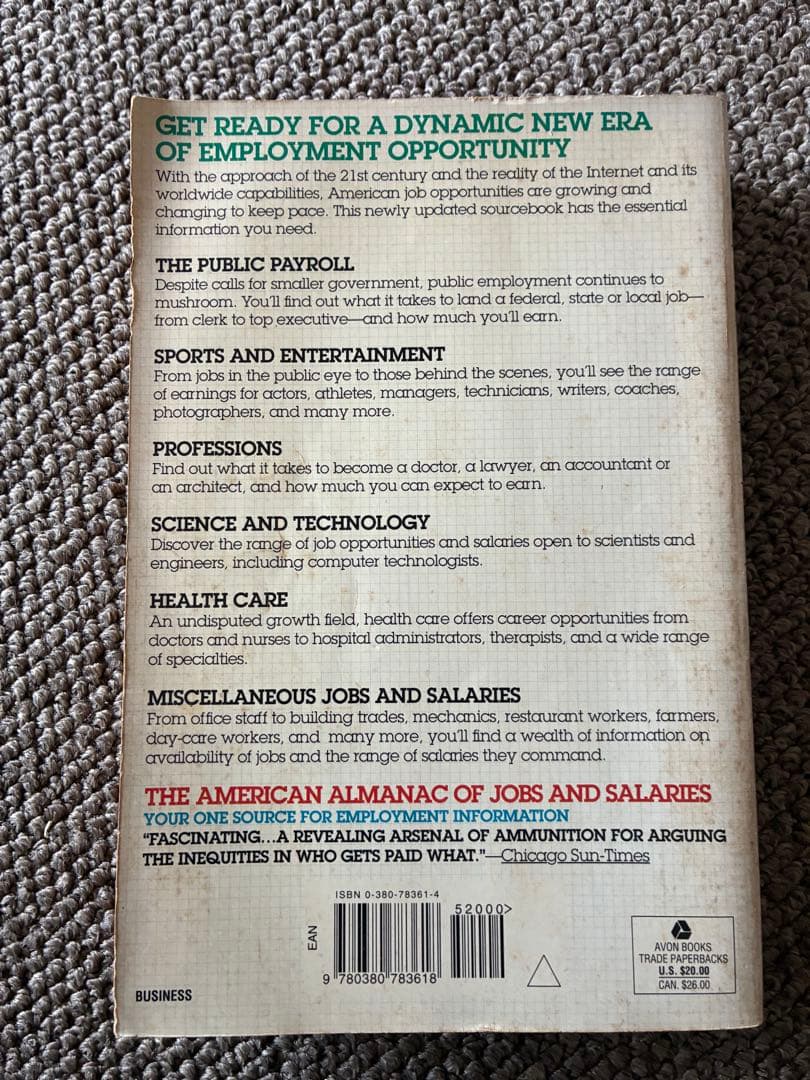 GET READY FOR A DYNAMIC NEW ERA
OF EMPLOYMENT OPPORTUNITY
With the approach of the 21st century and the reality of the Internet and its
worldwide capabilities, American job opportunities are growing and
changing to keep pace. This newly updated sourcebook has the essential
information you need.
THE PUBLIC PAYROLL
Despite calls for smaller government, public employment continues to
mushroom. You'll find out what it takes to land a federal, state or local job—
from clerk to top executive—and how much you'll earn.
SPORTS AND ENTERTAINMENT
From jobs in the public eye to those behind the scenes, you'll see the range
of earnings for actors, athletes, managers, technicians, writers, coaches,
photographers, and many more.
PROFESSIONS
Find out what it takes to become a doctor, a lawyer, an accountant or
an architect, and how much you can expect to earn.
SCIENCE AND TECHNOLOGY
Discover the range of job opportunities and salaries open to scientists and
engineers, including computer technologists.
HEALTH CARE
An undisputed growth field, health care offers career opportunities from
doctors and nurses to hospital administrators, therapists, and a wide range
of specialties.
MISCELLANEOUS JOBS AND SALARIES
From office staff to building trades, mechanics, restaurant workers, farmers,
day-care workers, and many more, you'll find a wealth of information on
availability of jobs and the range of salaries they command.
THE AMERICAN ALMANAC OF JOBS AND SALARIES
YOUR ONE SOURCE FOR EMPLOYMENT INFORMATION
"FASCINATING...A REVEALING ARSENAL OF AMMUNITION FOR ARGUING
THE INEQUITIES IN WHO GETS PAID WHAT."—Chicago Sun-Times
ISBN 0-380-78361-4
52000>
EAN
9 780380 783618
AVON BOOKS
TRADE PAPERBACKS
U.S. $20.00
CAN. $26.00
BUSINESS